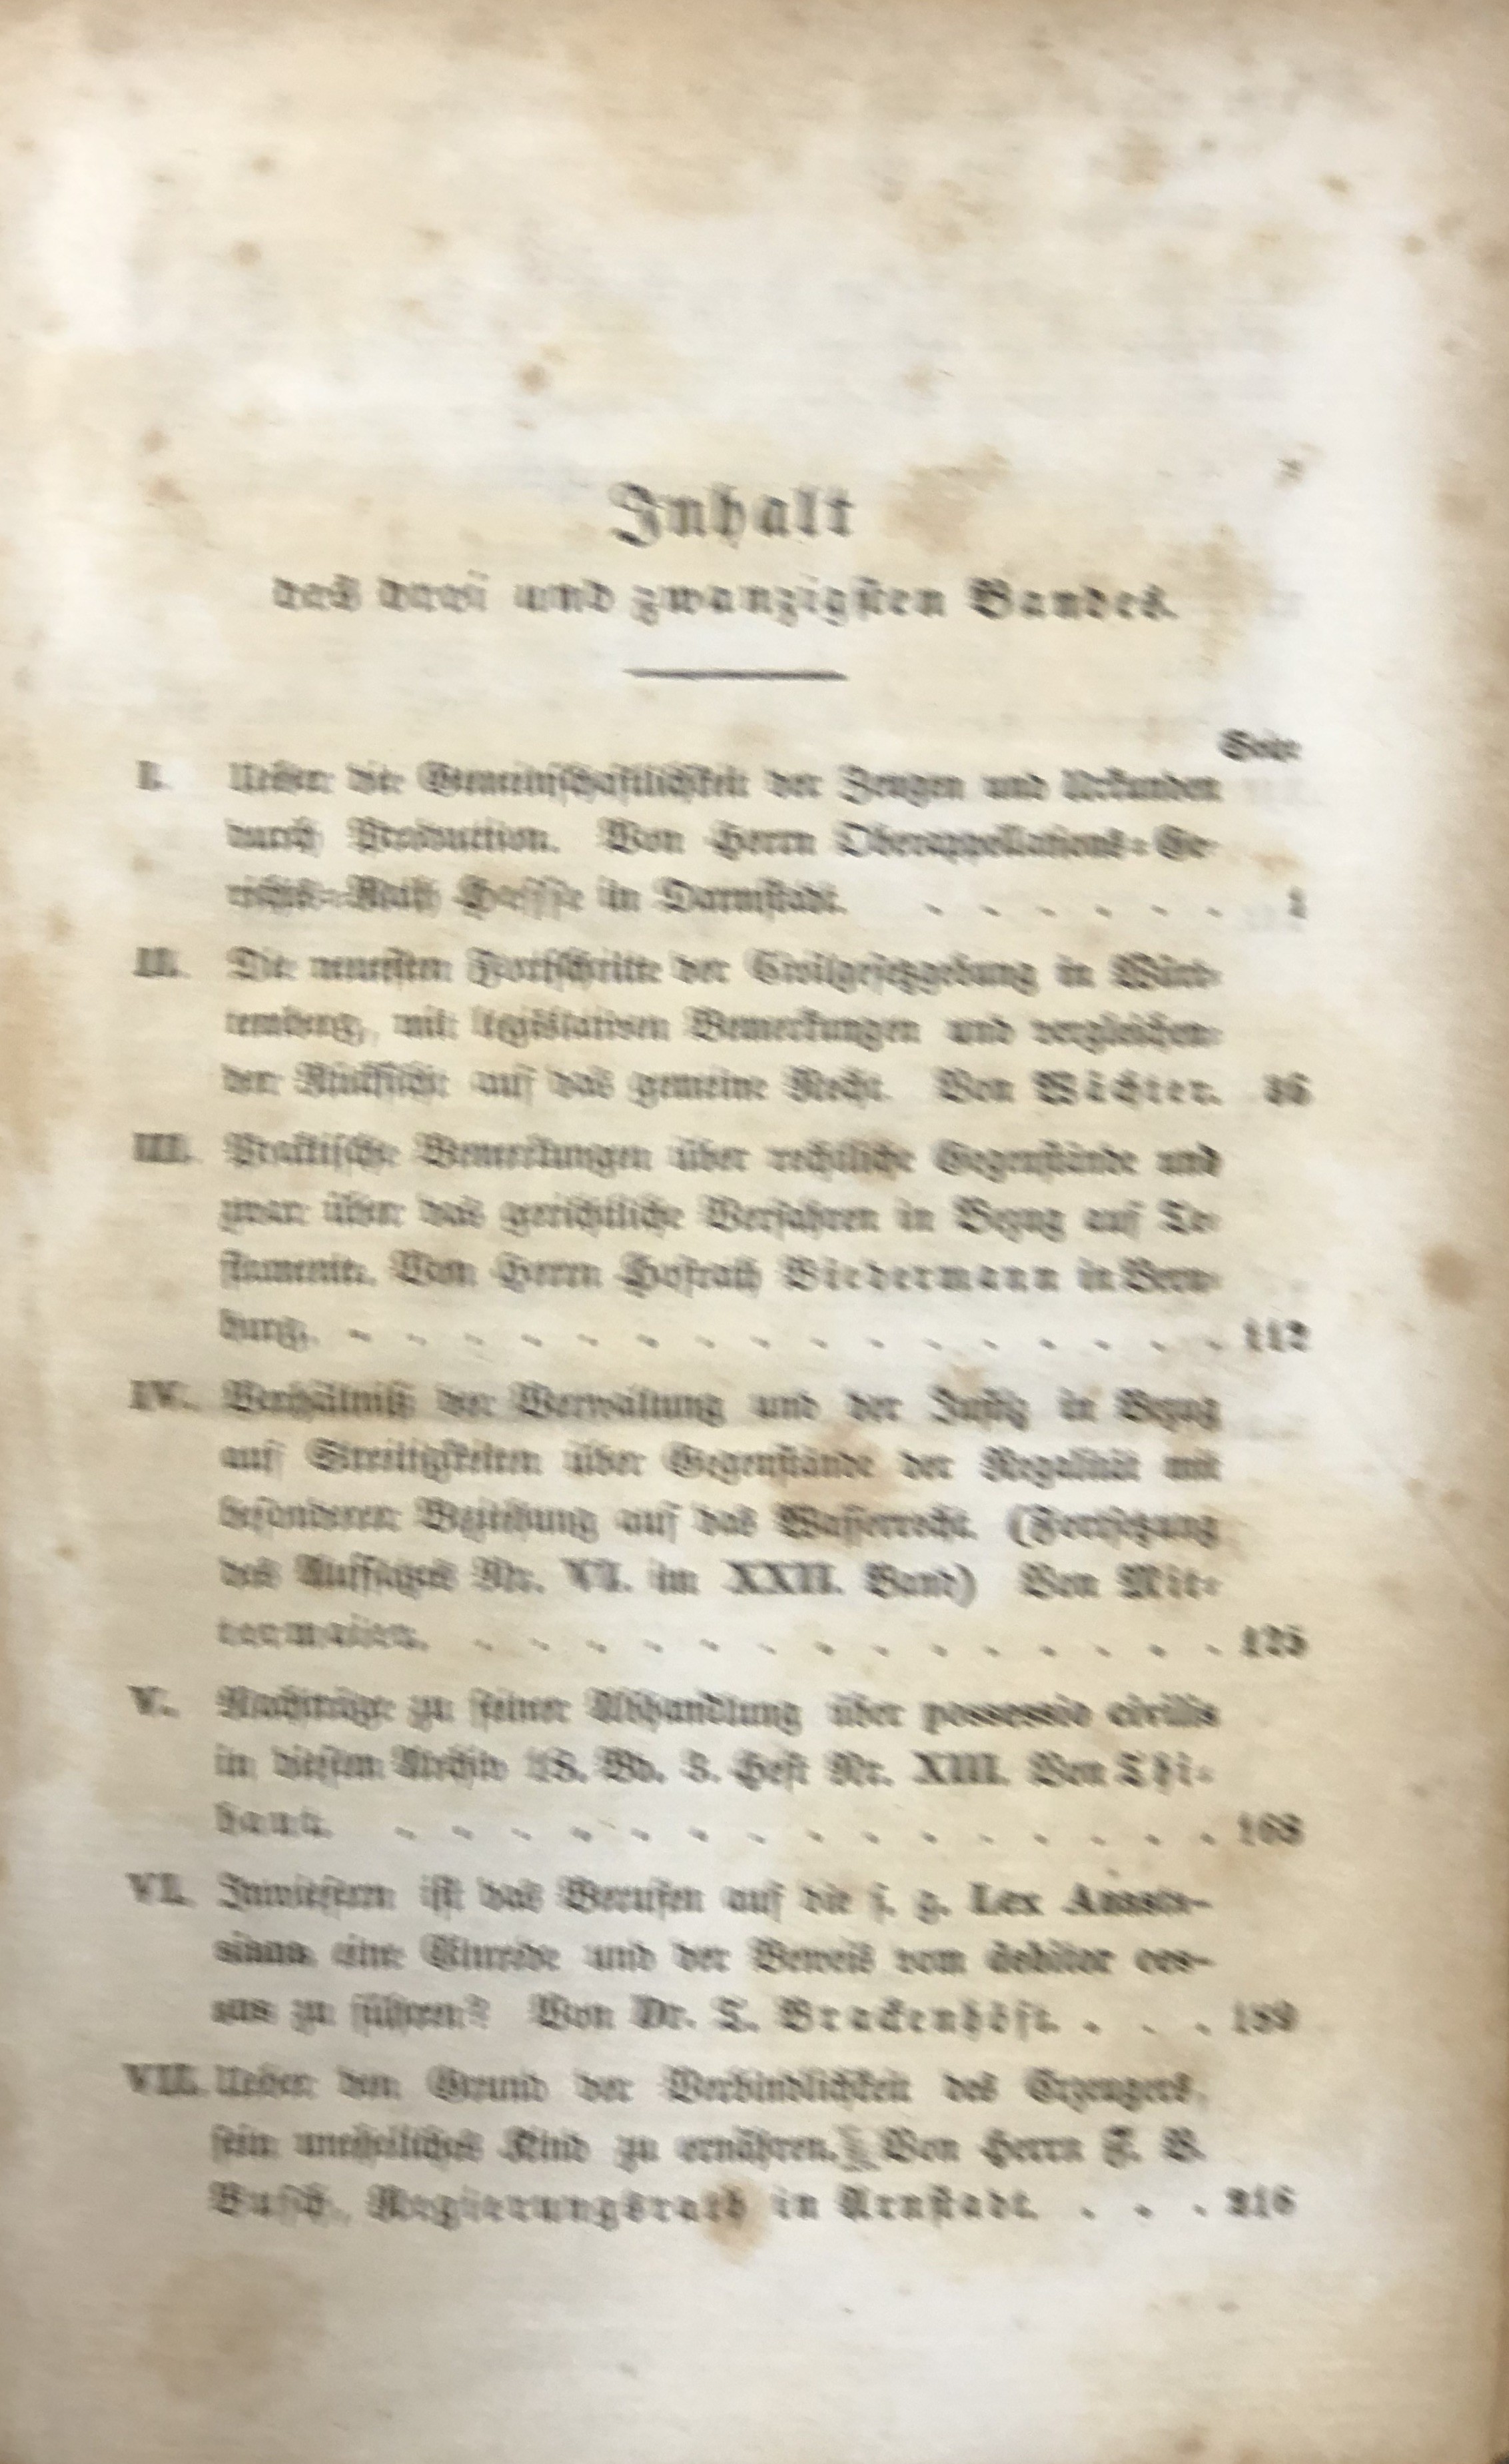 Inhalt
des drei und zwanzigsten Bandes.
Seite
I. Ueber die Gemeinschaftlichkeit der Zeugen und Urkunden
durch Production. Von Herrn Oberappellations-Ge-
richts-Rath in Darmstadt. . . . . . . 1
II. Die neuesten Fortschritte der Civilgesetzgebung in Würt-
temberg, mit legislativen Bemerkungen und vergleichen-
der Rücksicht auf das gemeine Recht. Von Wächter. 36
III. Praktische Bemerkungen über rechtliche Gegenstände und
zwar über das gerichtliche Verfahren in Bezug auf Te-
stamente. Von Herrn Hofrath Biedermann in Bern-
burg. . . . . . . . . . . . . . . . . 112
IV. Verhältniß der Verwaltung und der Justiz in Bezug
auf Streitigkeiten über Gegenstände der Regalität mit
besonderer Beziehung auf das Wasserrecht. (Fortsetzung
des Aufsatzes Nr. VI. im XXII. Band) Von Mit-
termaier. . . . . . . . . . . . . . . 125
V. Nachträge zu seiner Abhandlung über possessio civilis
in diesem Archiv 18. Bd. 3. Heft Nr. XIII. Von Thi-
baut. . . . . . . . . . . . . . . . 168
VI. Inwiefern ist das Berufen auf die s. g. Lex Anasta-
siana eine Einrede und der Beweis vom debitor ces-
sus zu führen? Von Dr. T. Brackenhöft. . . . 189
VII. Ueber den Grund der Verbindlichkeit des Erzeugers,
sein uneheliches Kind zu ernähren. Von Herrn F. B.
Busch, Regierungsrath in Arnstadt. . . . 216